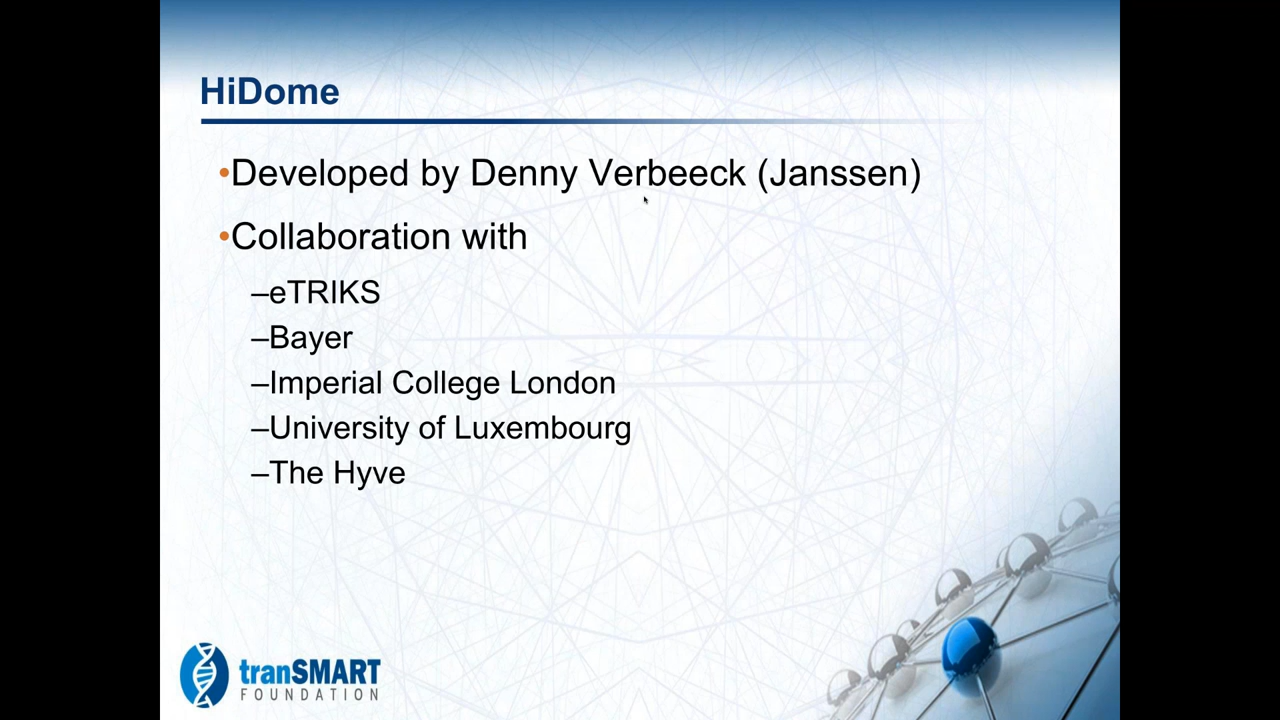 HiDome
•Developed by Denny Verbeeck (Janssen)
•Collaboration with
–eTRIKS
–Bayer
–Imperial College London
–University of Luxembourg
–The Hyve
tranSMART
FOUNDATION